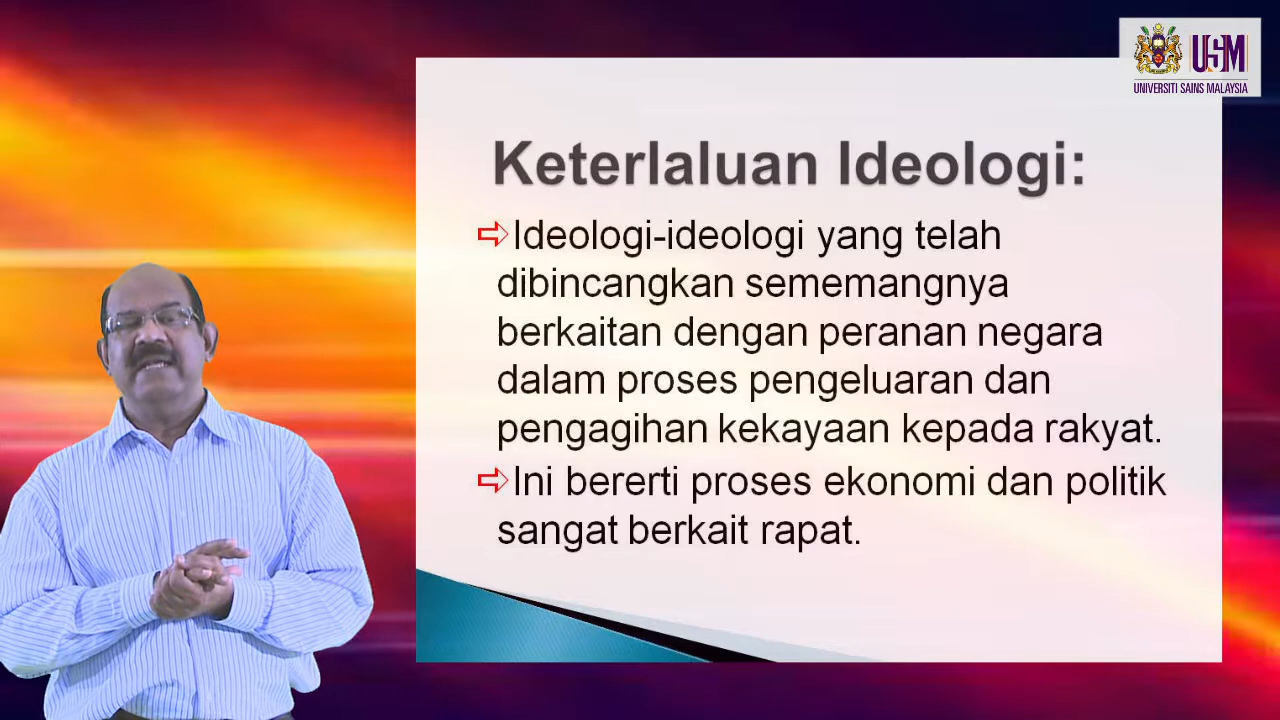 USM
UNIVERSITI SAINS MALAYSIA
Keterlaluan Ideologi:
Ideologi-ideologi yang telah
dibincangkan sememangnya
berkaitan dengan peranan negara
dalam proses pengeluaran dan
pengagihan kekayaan kepada rakyat.
Ini bererti proses ekonomi dan politik
sangat berkait rapat.